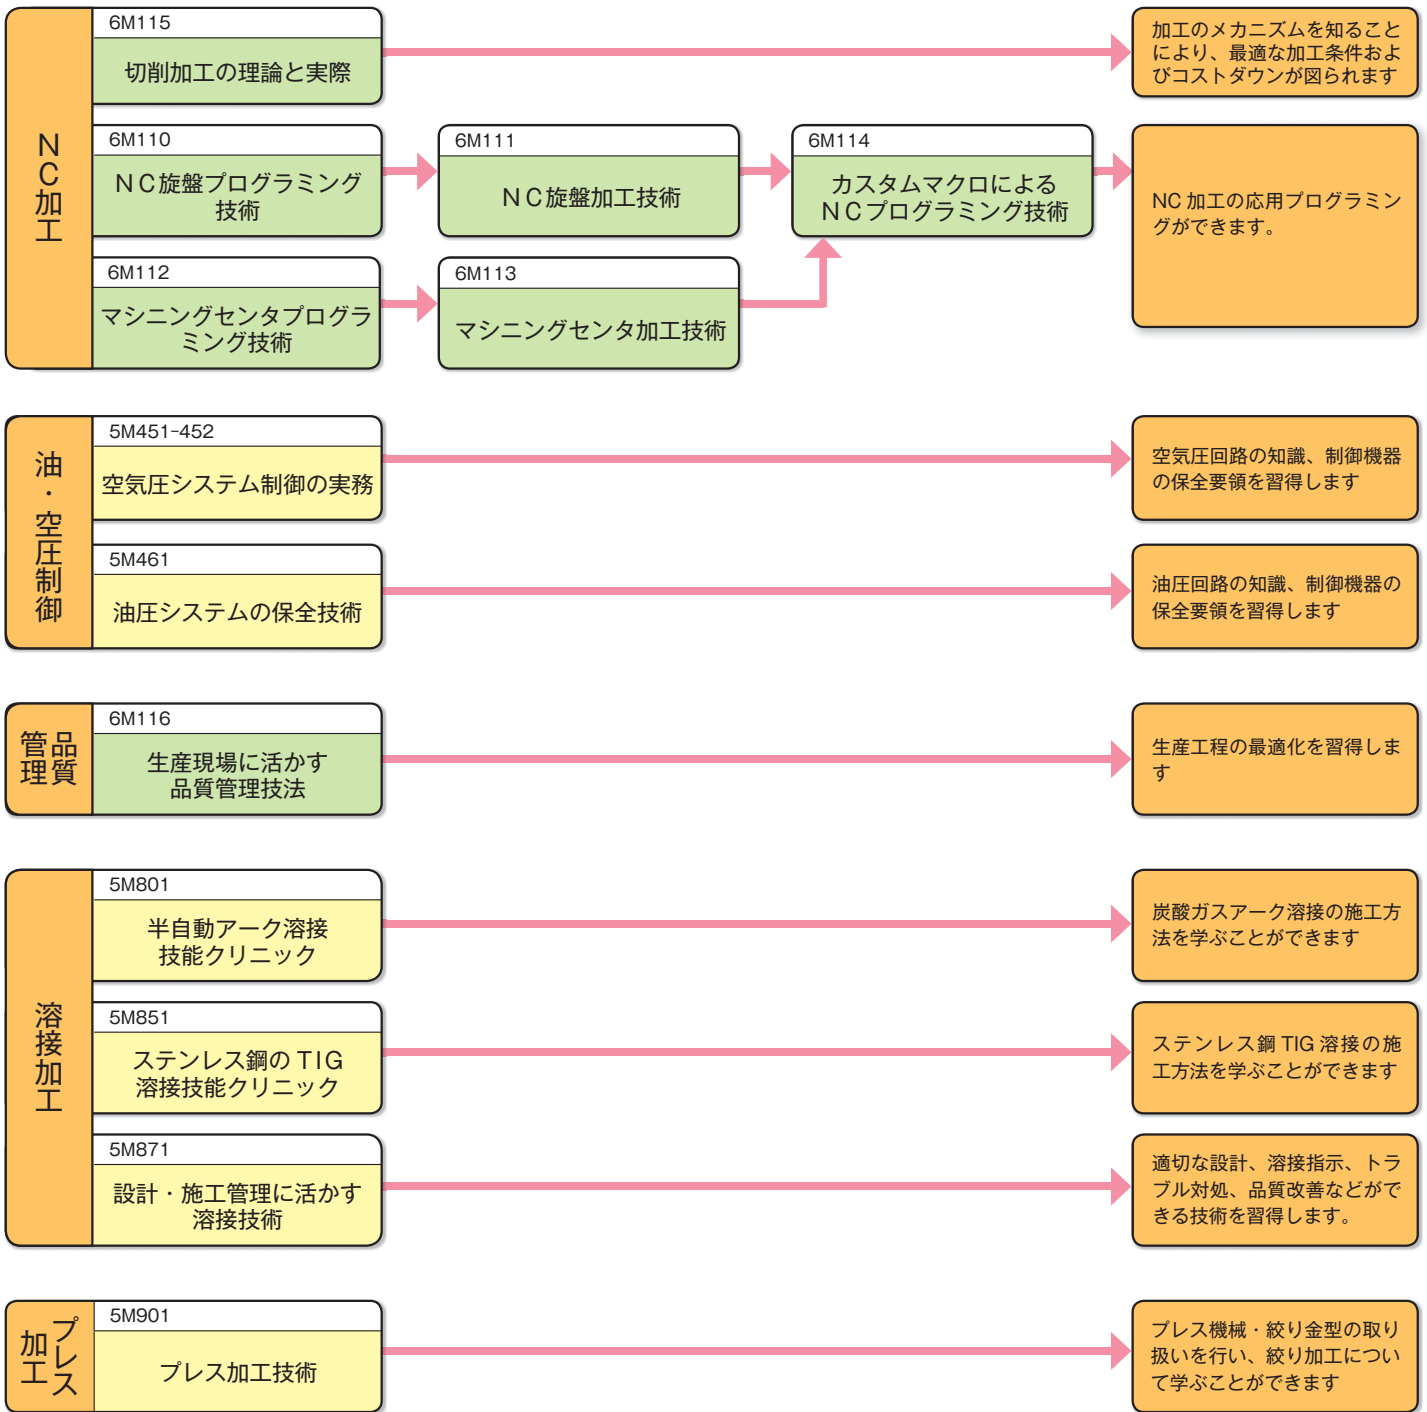 NC加工
6M115
切削加工の理論と実際
加工のメカニズムを知ること
により、最適な加工条件およ
びコストダウンが図られます
6M110
NC旋盤プログラミング
技術
6M111
NC旋盤加工技術
6M114
カスタムマクロによる
NCプログラミング技術
NC 加工の応用プログラミン
グができます。
6M112
マシニングセンタプログラ
ミング技術
6M113
マシニングセンタ加工技術
油・空圧制御
5M451-452
空気圧システム制御の実務
空気圧回路の知識、制御機器
の保全要領を習得します
5M461
油圧システムの保全技術
油圧回路の知識、制御機器の
保全要領を習得します
品質
管理
6M116
生産現場に活かす
品質管理技法
生産工程の最適化を習得しま
す
溶接加工
5M801
半自動アーク溶接
技能クリニック
炭酸ガスアーク溶接の施工方
法を学ぶことができます
5M851
ステンレス鋼の TIG
溶接技能クリニック
ステンレス鋼 TIG 溶接の施
工方法を学ぶことができます
5M871
設計・施工管理に活かす
溶接技術
適切な設計、溶接指示、トラ
ブル対処、品質改善などがで
きる技術を習得します。
プレス
加工
5M901
プレス加工技術
プレス機械・絞り金型の取り
扱いを行い、絞り加工につい
て学ぶことができます